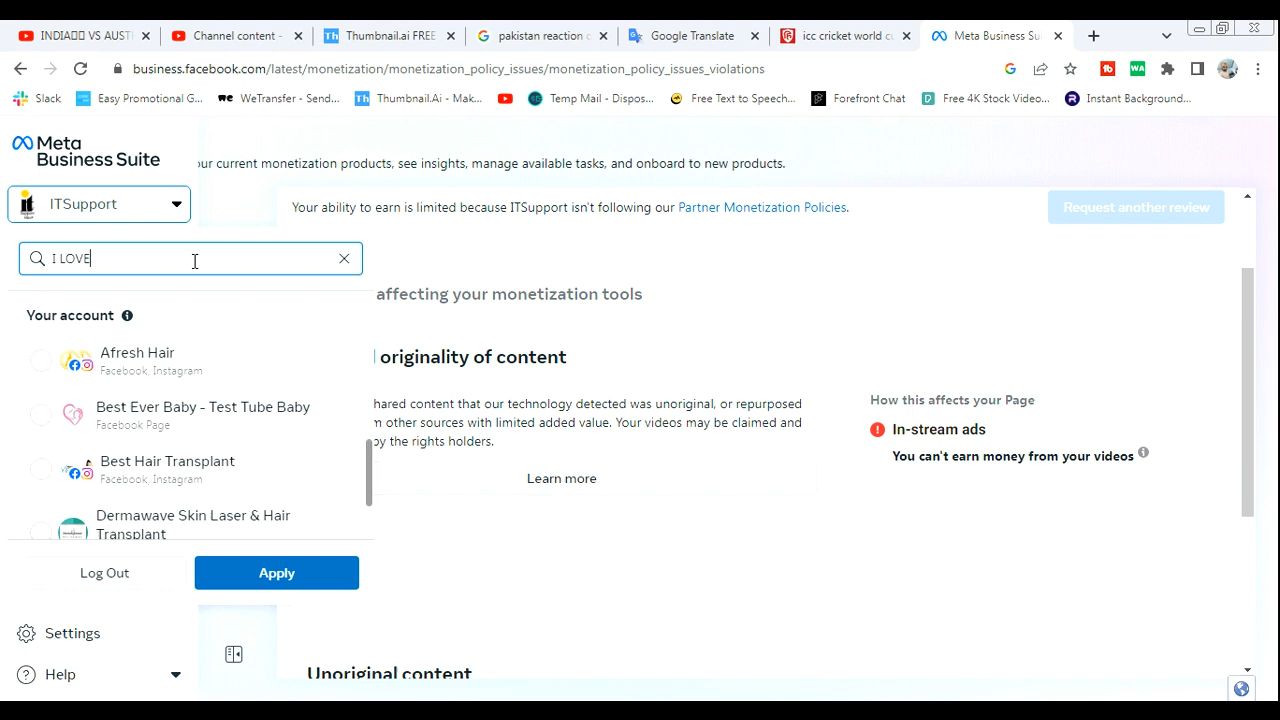 INDIA VS AUST
Channel content -
Thumbnail.ai FREE
pakistan reaction c
Google Translate
icc cricket world cu
Meta Business Su
business.facebook.com/latest/monetization/monetization_policy_issues/monetization_policy_issues_violations
Slack
Easy Promotional G...
WeTransfer - Send...
Thumbnail.Ai - Mak...
Temp Mail - Dispos...
Free Text to Speech...
Forefront Chat
Free 4K Stock Video...
Instant Background...
Meta
Business Suite
our current monetization products, see insights, manage available tasks, and onboard to new products.
ITSupport
Your ability to earn is limited because ITSupport isn't following our Partner Monetization Policies.
Request another review
I LOVE
affecting your monetization tools
Your account
Afresh Hair
Facebook, Instagram
originality of content
Best Ever Baby - Test Tube Baby
Facebook Page
hared content that our technology detected was unoriginal, or repurposed
m other sources with limited added value. Your videos may be claimed and
by the rights holders.
How this affects your Page
In-stream ads
You can't earn money from your videos
Best Hair Transplant
Facebook, Instagram
Learn more
Dermawave Skin Laser & Hair
Transplant
Log Out
Apply
Settings
Help
Unoriginal content